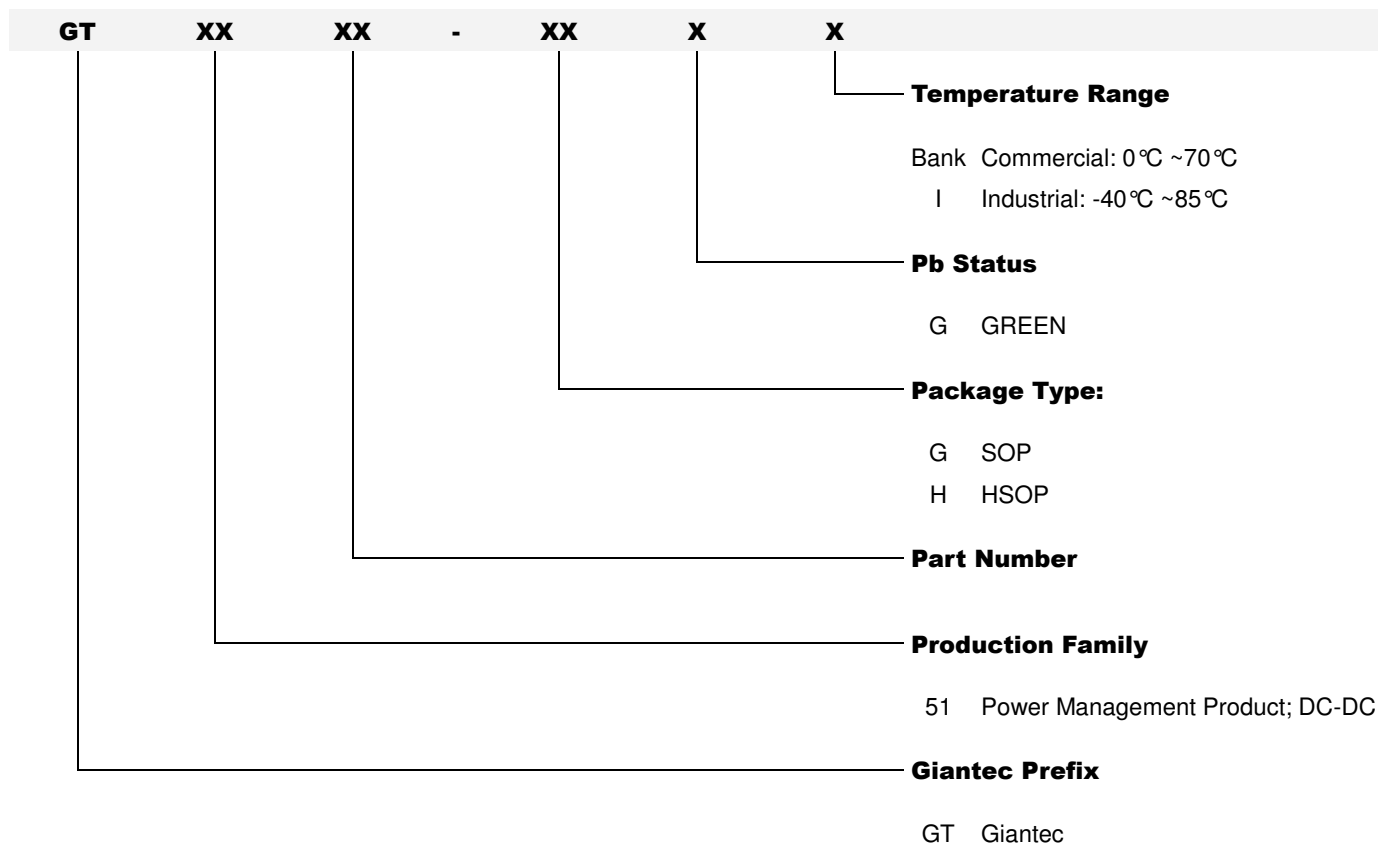 GT XX XX - XX X X
Temperature Range
Bank Commercial: 0°C ~70°C
I Industrial: -40°C ~85°C
Pb Status
G GREEN
Package Type:
G SOP
H HSOP
Part Number
Production Family
51 Power Management Product; DC-DC
Giantec Prefix
GT Giantec